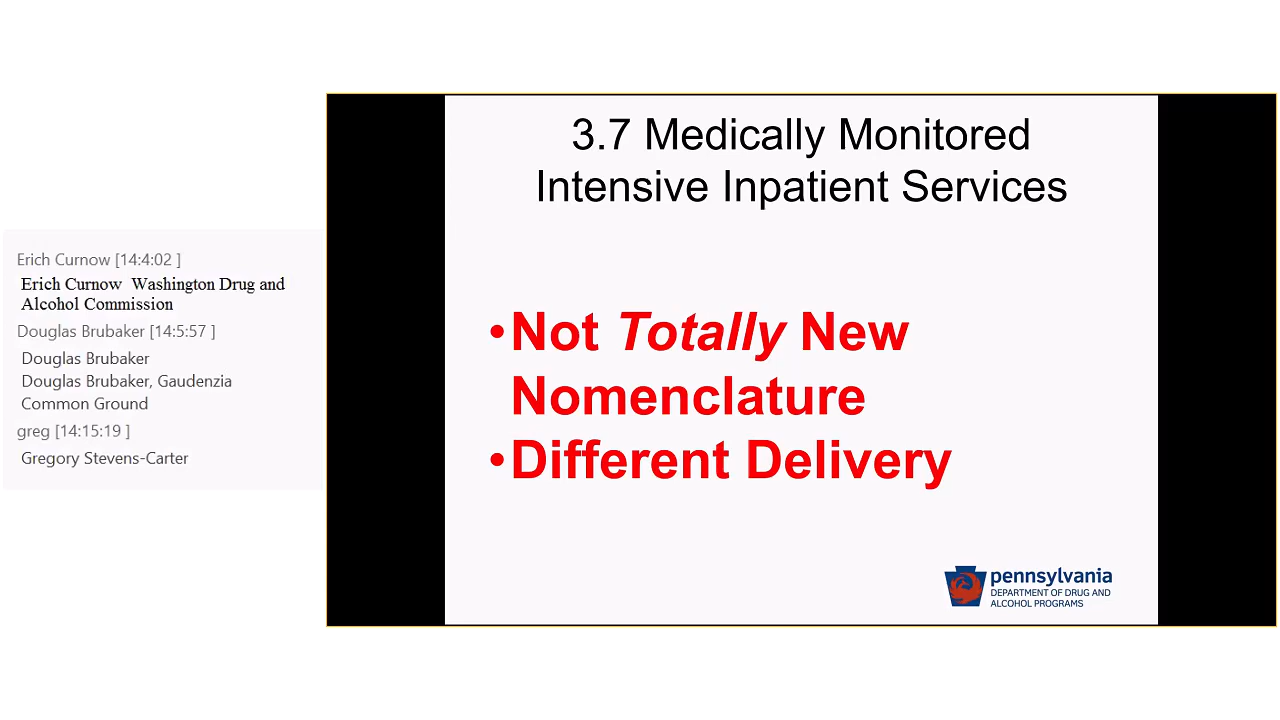 Erich Curnow [14:4:02 ]
Erich Curnow  Washington Drug and
Alcohol Commission
Douglas Brubaker [14:5:57 ]
Douglas Brubaker
Douglas Brubaker, Gaudenzia
Common Ground
greg [14:15:19 ]
Gregory Stevens-Carter
3.7 Medically Monitored
Intensive Inpatient Services
•Not Totally New
Nomenclature
•Different Delivery
pennsylvania
DEPARTMENT OF DRUG AND
ALCOHOL PROGRAMS